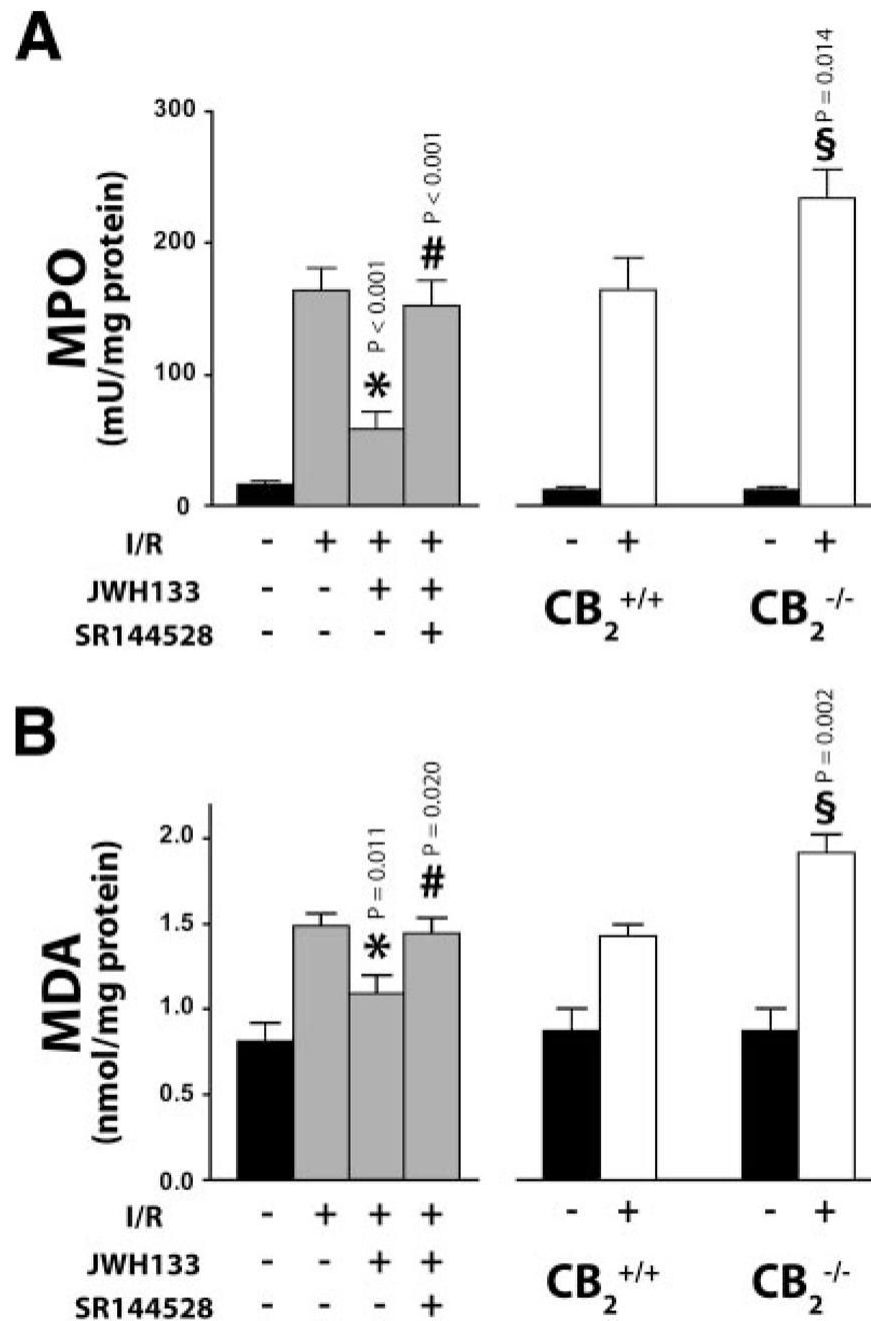 A
MPO
(mU/mg protein)
300
200
100
0
P < 0.001
*
P < 0.001
#
P = 0.014
§
I/R - + + + - + - +
JWH133 - - + + CB2+/+ CB2-/-
SR144528 - - - +
B
MDA
(nmol/mg protein)
2.0
1.5
1.0
0.5
0.0
P = 0.011
*
P = 0.020
#
P = 0.002
§
I/R - + + + - + - +
JWH133 - - + + CB2+/+ CB2-/-
SR144528 - - - +